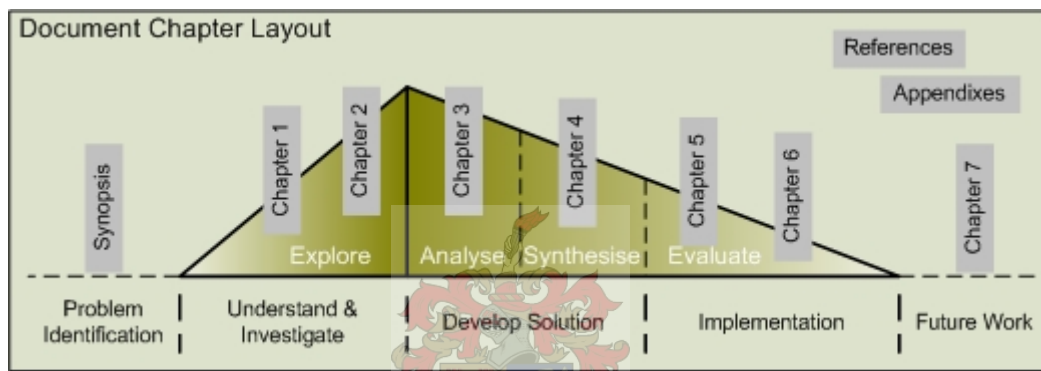 Document Chapter Layout
References
Appendixes
Synopsis
Chapter 1
Chapter 2
Chapter 3
Chapter 4
Chapter 5
Chapter 6
Chapter 7
Explore
Analyse
Synthesise
Evaluate
Problem
Identification
Understand &
Investigate
Develop Solution
Implementation
Future Work